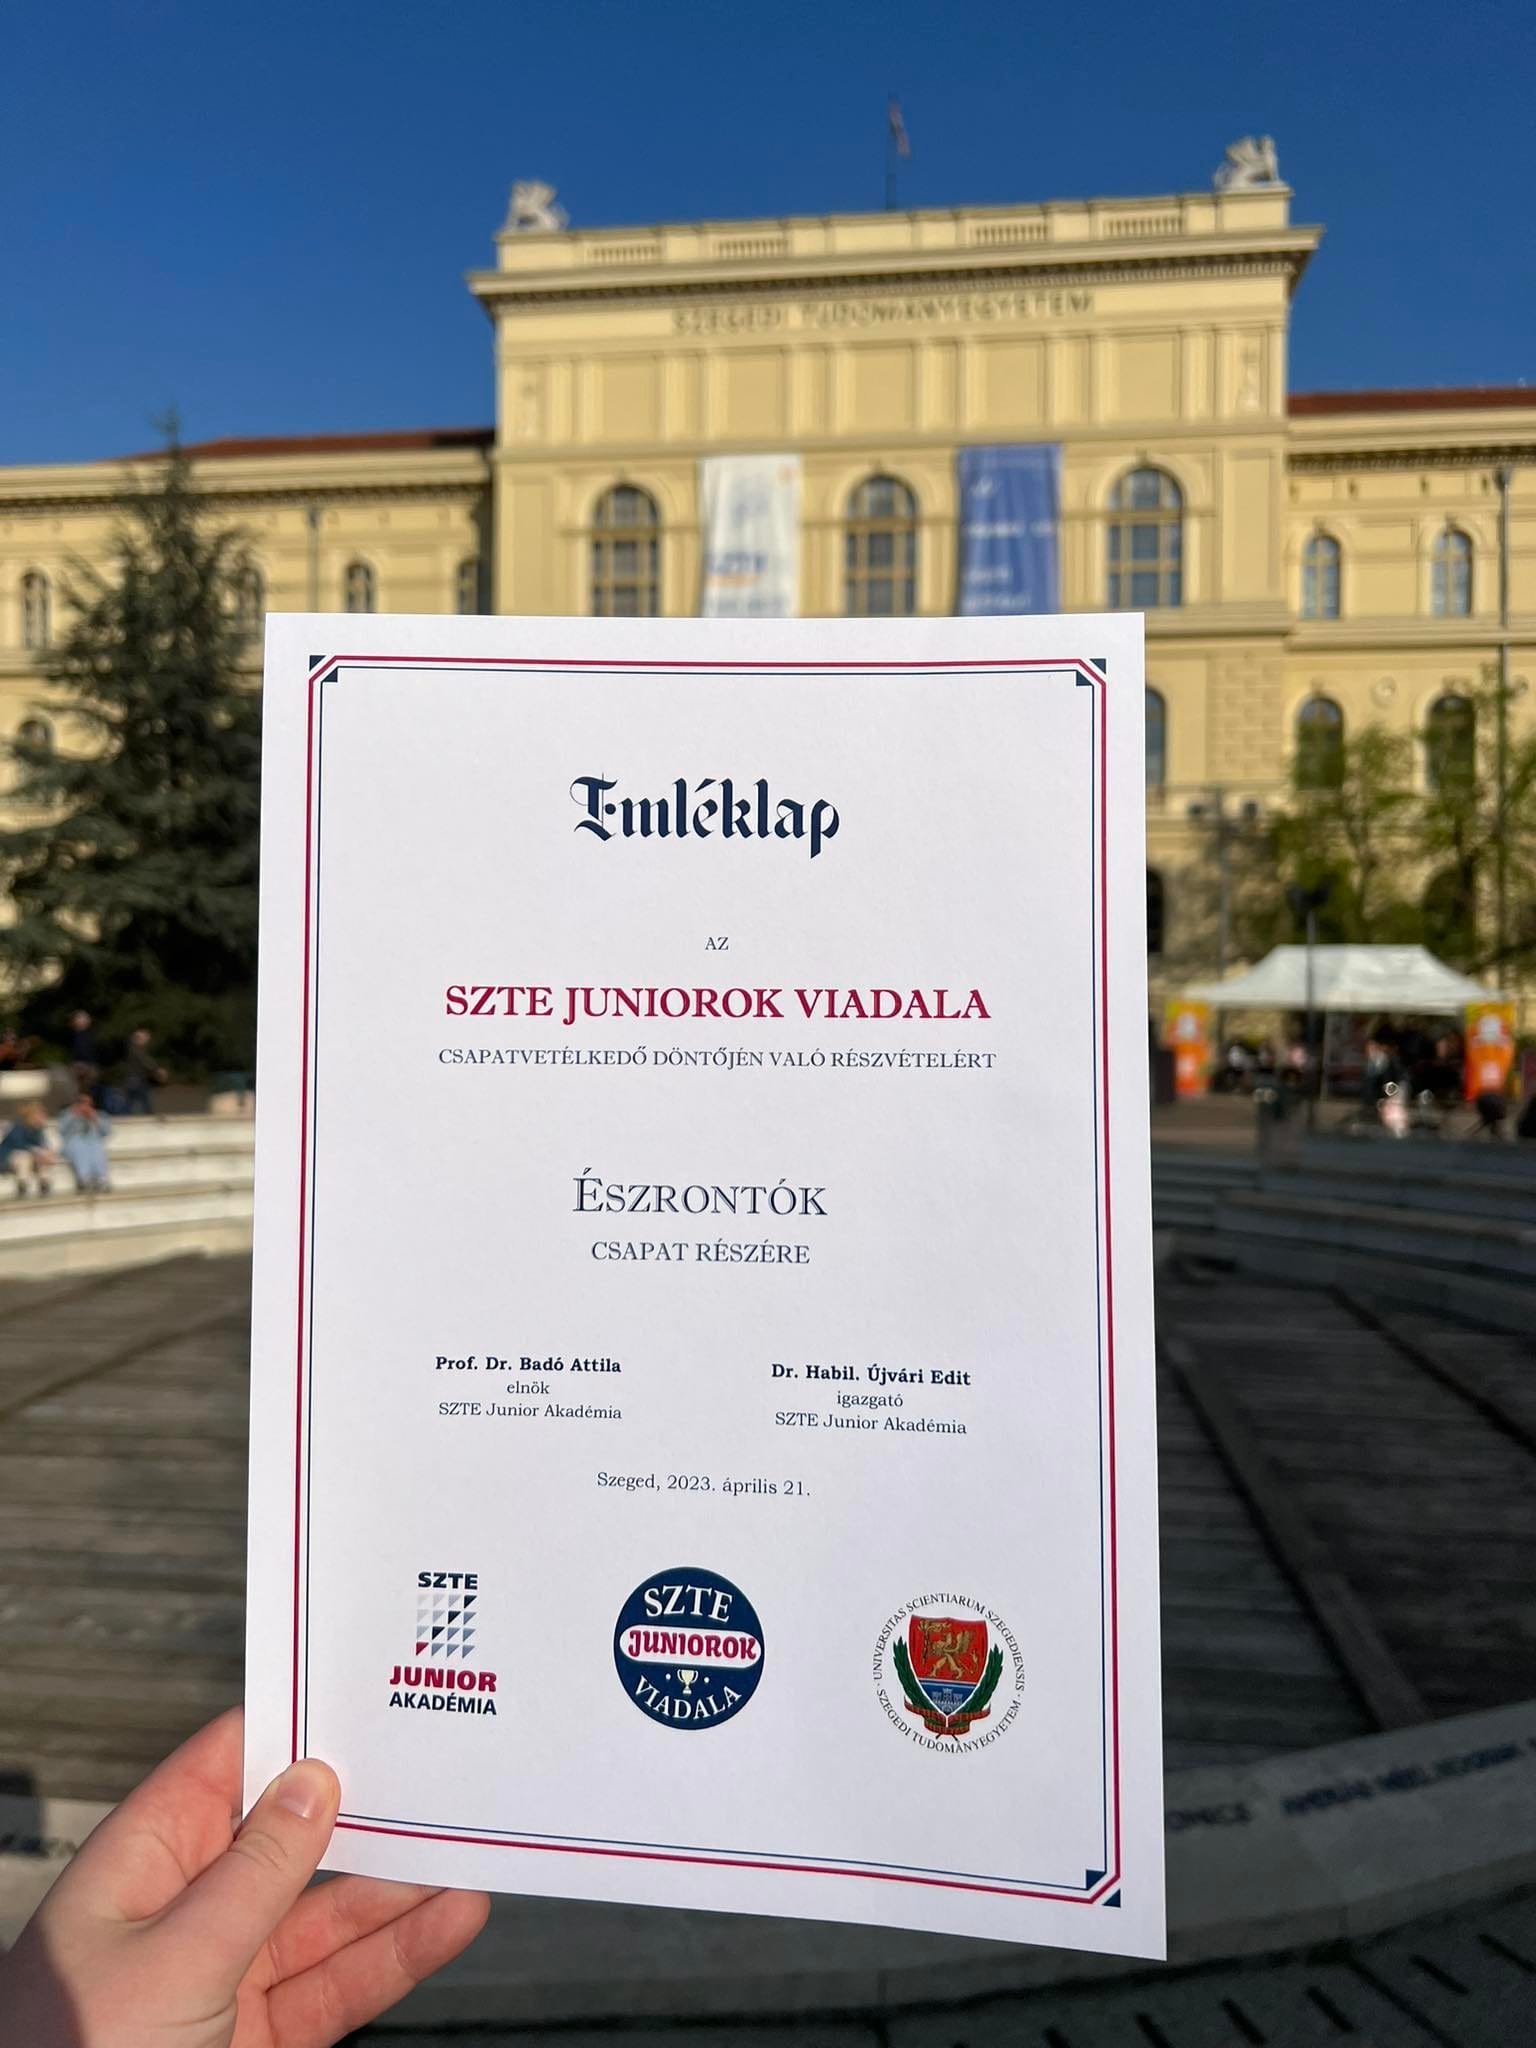 SZEGEDI TUDOMÁNYEGYETEM
SZTE
Emléklap
AZ
SZTE JUNIOROK VIADALA
CSAPATVETÉLKEDŐ DÖNTŐJÉN VALÓ RÉSZVÉTELÉRT
ÉSZRONTÓK
CSAPAT RÉSZÉRE
Prof. Dr. Badó Attila
elnök
SZTE Junior Akadémia
Dr. Habil. Újvári Edit
igazgató
SZTE Junior Akadémia
Szeged, 2023. április 21.
SZTE
JUNIOR
AKADÉMIA
SZTE
JUNIOROK
VIADALA
UNIVERSITAS SCIENTIARUM SZEGEDIENSIS
SZEGEDI TUDOMÁNYEGYETEM